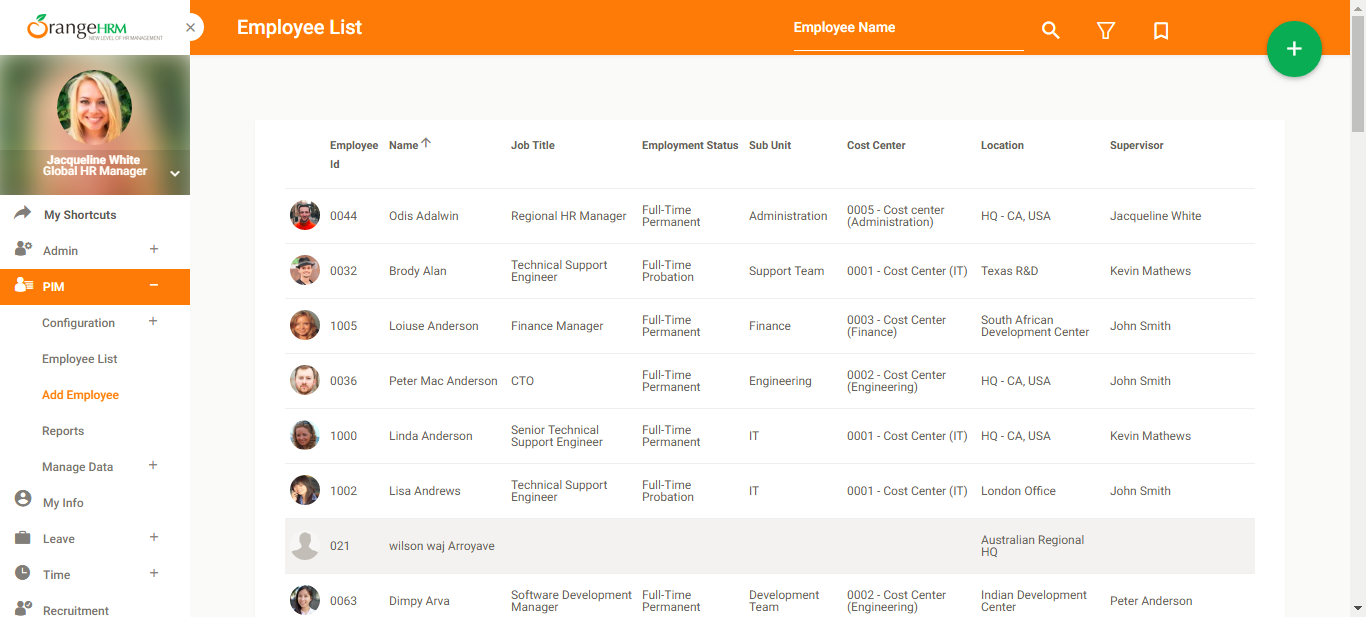 OrangeHRM
NEW LEVEL OF HR MANAGEMENT
Employee List
Employee Name
Jacqueline White
Global HR Manager
My Shortcuts
Admin
PIM
Configuration
Employee List
Add Employee
Reports
Manage Data
My Info
Leave
Time
Recruitment
Employee Id Name Job Title Employment Status Sub Unit Cost Center Location Supervisor
0044 Odis Adalwin Regional HR Manager Full-Time Permanent Administration 0005 - Cost center (Administration) HQ - CA, USA Jacqueline White
0032 Brody Alan Technical Support Engineer Full-Time Probation Support Team 0001 - Cost Center (IT) Texas R&D Kevin Mathews
1005 Loiuse Anderson Finance Manager Full-Time Permanent Finance 0003 - Cost Center (Finance) South African Development Center John Smith
0036 Peter Mac Anderson CTO Full-Time Permanent Engineering 0002 - Cost Center (Engineering) HQ - CA, USA John Smith
1000 Linda Anderson Senior Technical Support Engineer Full-Time Permanent IT 0001 - Cost Center (IT) HQ - CA, USA Kevin Mathews
1002 Lisa Andrews Technical Support Engineer Full-Time Probation IT 0001 - Cost Center (IT) London Office John Smith
021 wilson waj Arroyave Australian Regional HQ
0063 Dimpy Arva Software Development Manager Full-Time Permanent Development Team 0002 - Cost Center (Engineering) Indian Development Center Peter Anderson